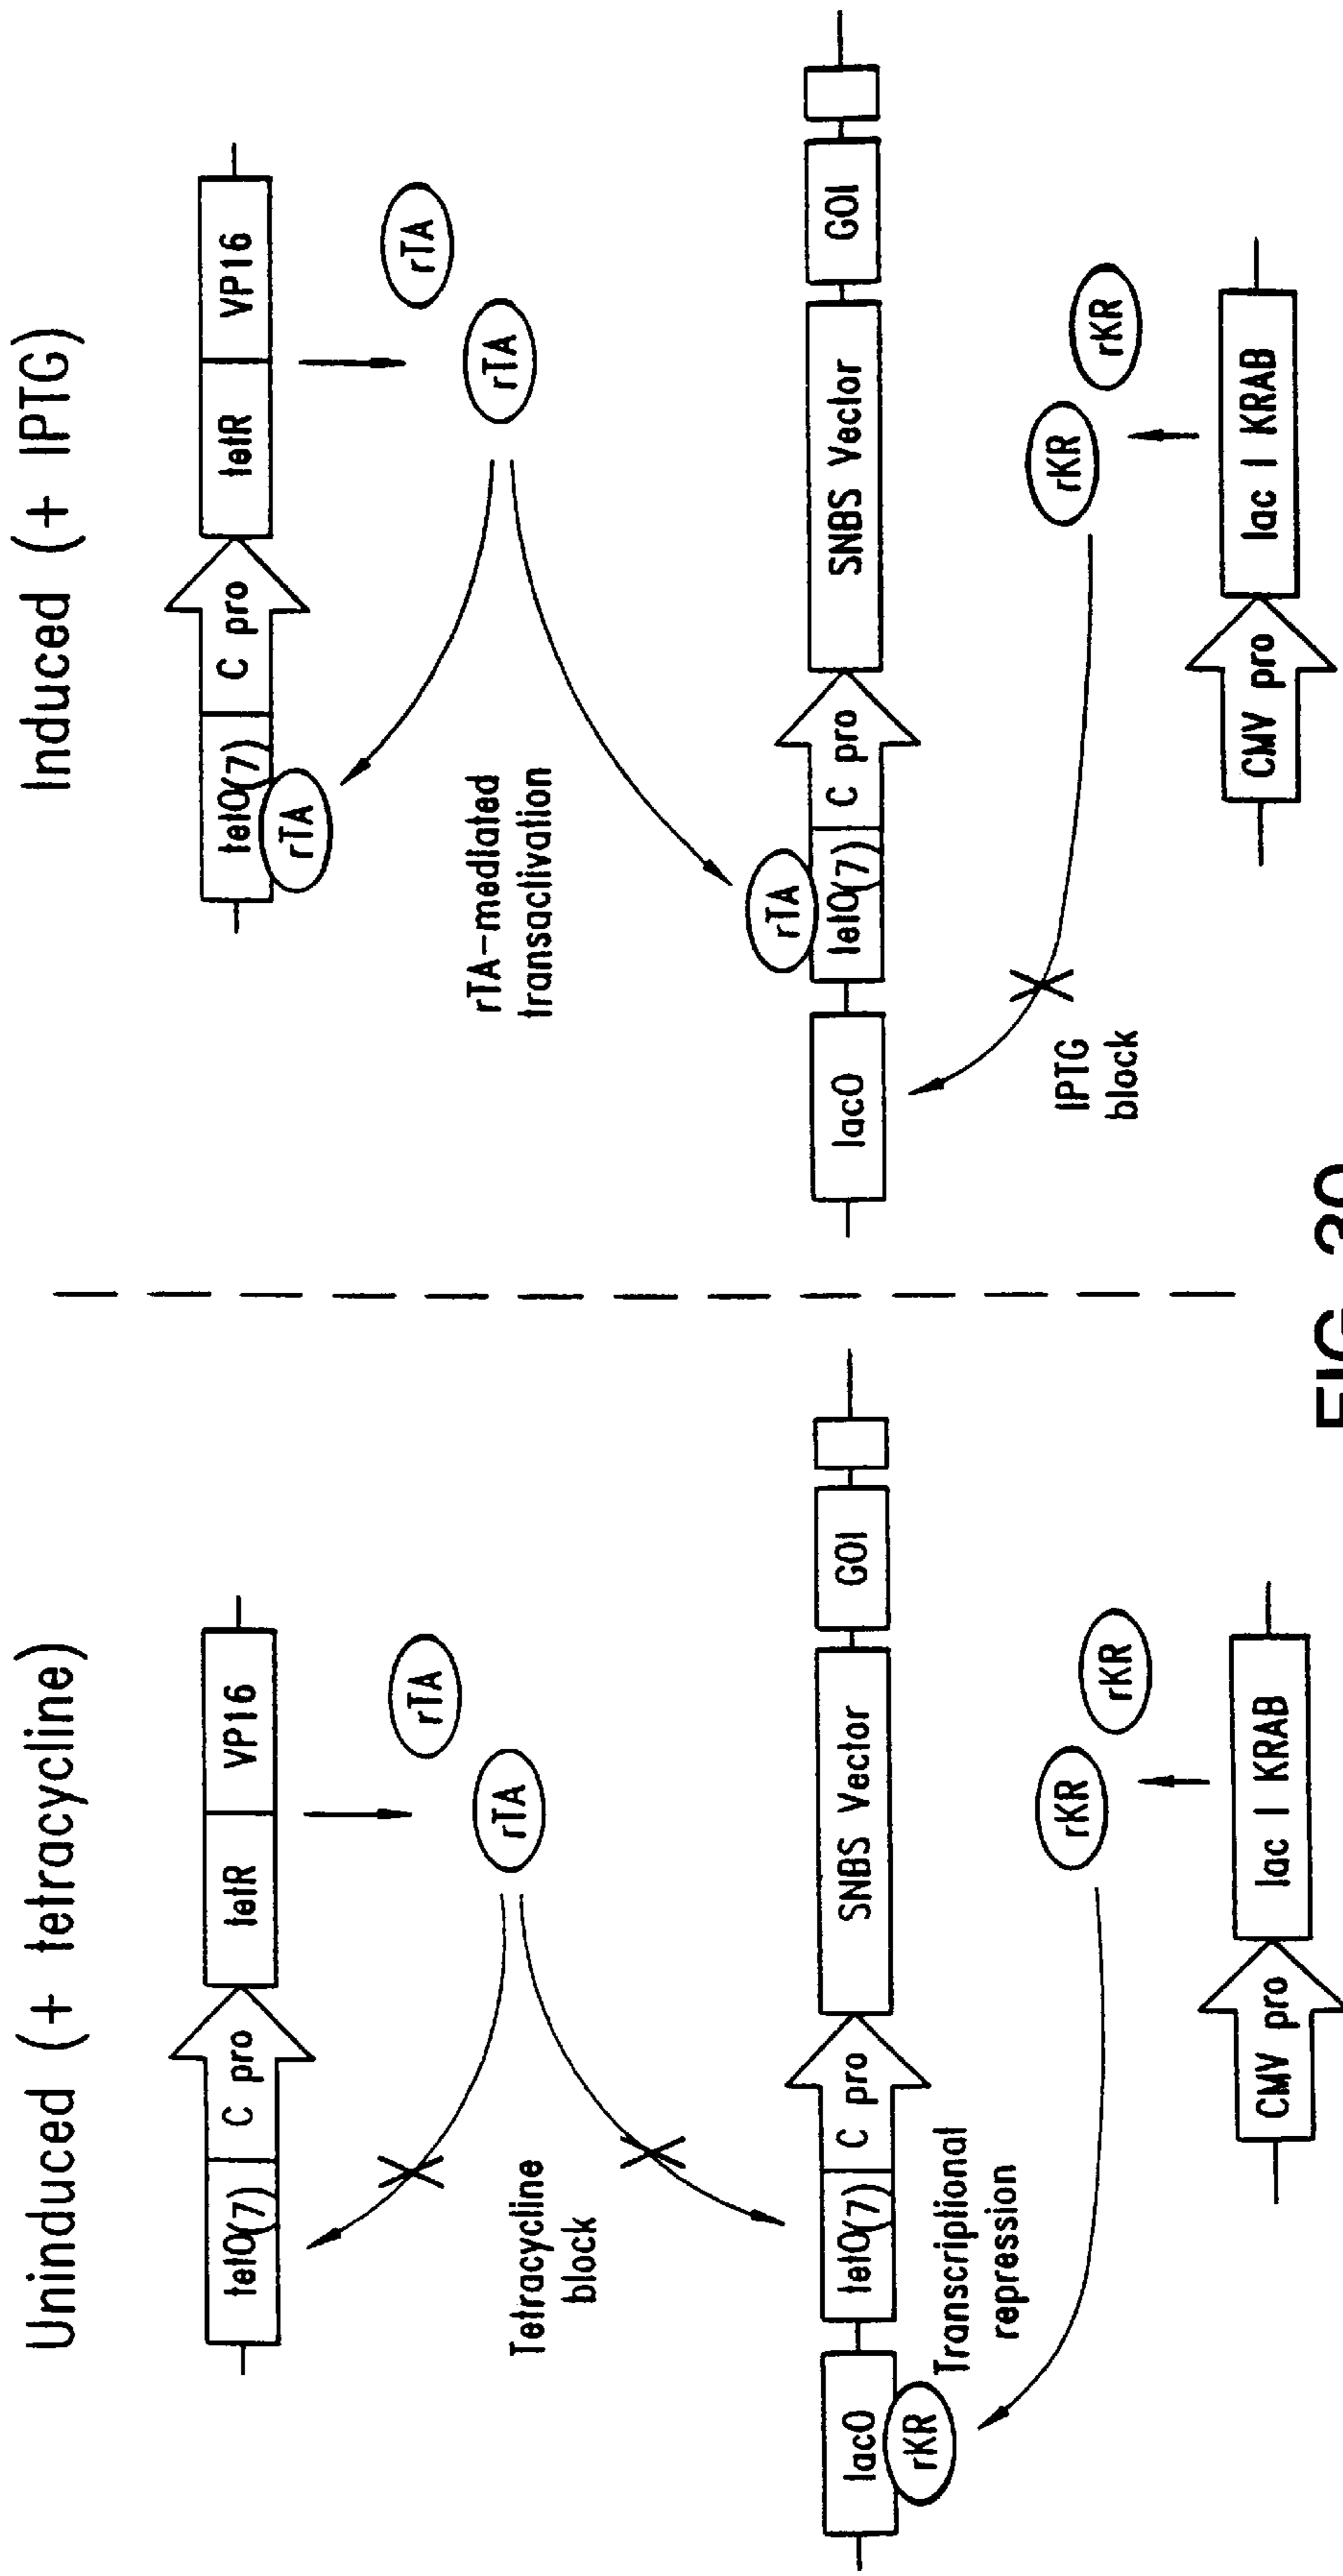 Uninduced (+ tetracycline)
tetO(7) C pro tetR VP16
rTA
rTA
Tetracycline
block
lacO tetO(7) C pro SNBS Vector GOI
rKR
Transcriptional
repression
rKR
rKR
CMV pro lac I KRAB
Induced (+ IPTG)
tetO(7) C pro tetR VP16
rTA
rTA
rTA
rTA-mediated
transactivation
rTA
lacO tetO(7) C pro SNBS Vector GOI
rKR
rKR
IPTG
block
CMV pro lac I KRAB